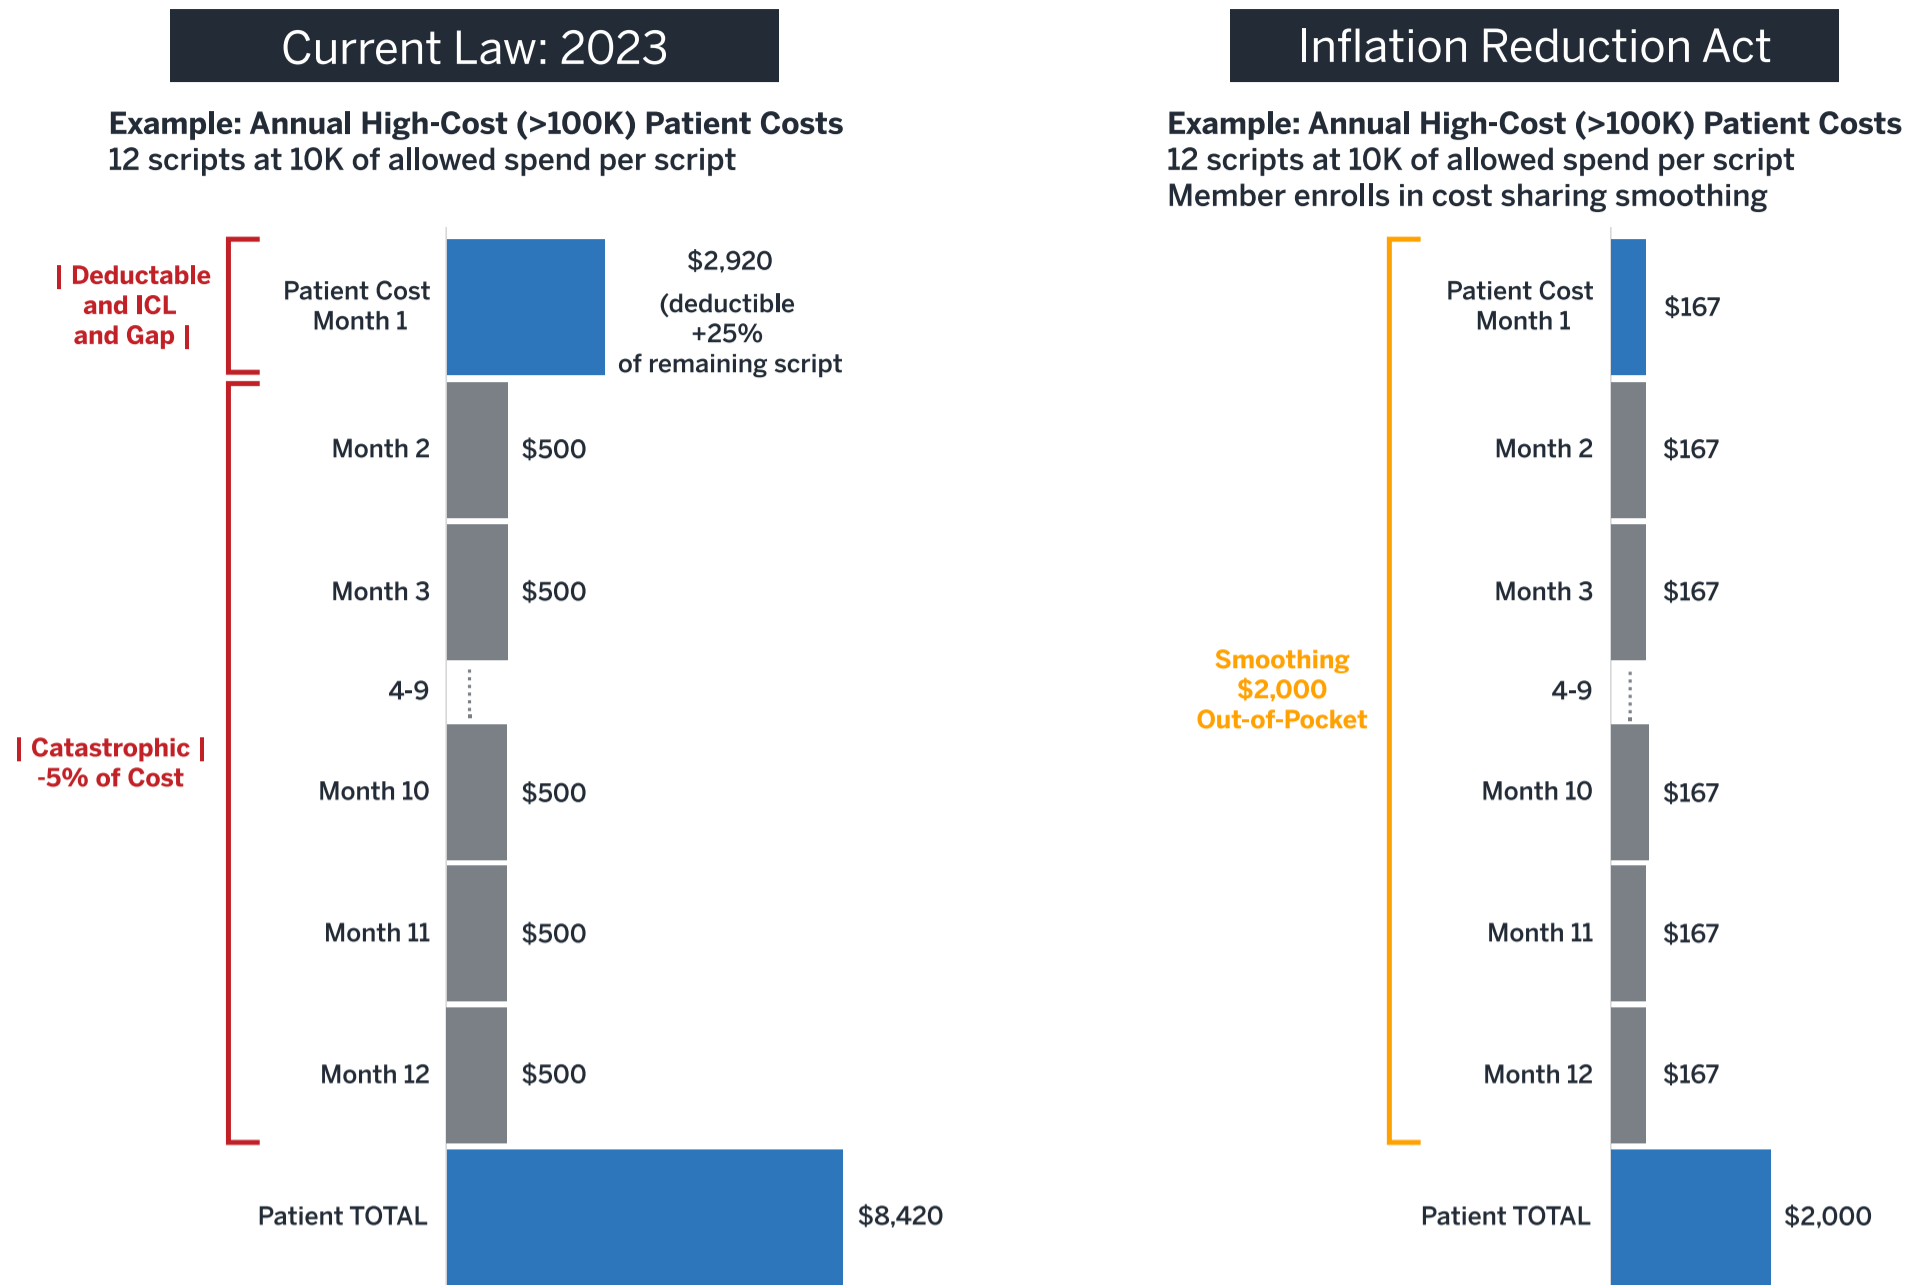 Current Law: 2023
Example: Annual High-Cost (>100K) Patient Costs
12 scripts at 10K of allowed spend per script
| Deductable
and ICL
and Gap |
Patient Cost
Month 1
$2,920
(deductible
+25%
of remaining script
Month 2
$500
Month 3
$500
4-9
| Catastrophic |
-5% of Cost
Month 10
$500
Month 11
$500
Month 12
$500
Patient TOTAL
$8,420
Inflation Reduction Act
Example: Annual High-Cost (>100K) Patient Costs
12 scripts at 10K of allowed spend per script
Member enrolls in cost sharing smoothing
Patient Cost
Month 1
$167
Month 2
$167
Month 3
$167
Smoothing
$2,000
Out-of-Pocket
4-9
Month 10
$167
Month 11
$167
Month 12
$167
Patient TOTAL
$2,000